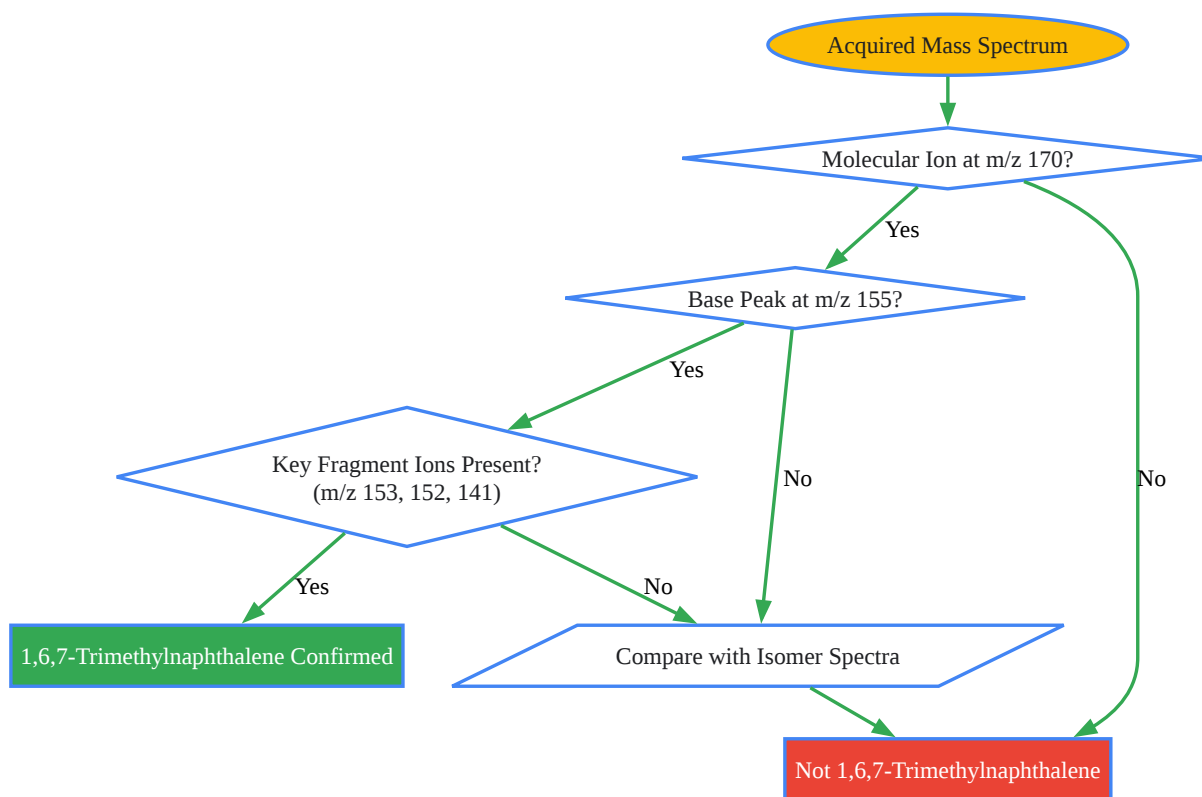 Acquired Mass Spectrum
Molecular Ion at m/z 170?
Yes
Base Peak at m/z 155?
Yes
Key Fragment Ions Present?
(m/z 153, 152, 141)
No
No
Yes
No
1,6,7-Trimethylnaphthalene Confirmed
Compare with Isomer Spectra
Not 1,6,7-Trimethylnaphthalene